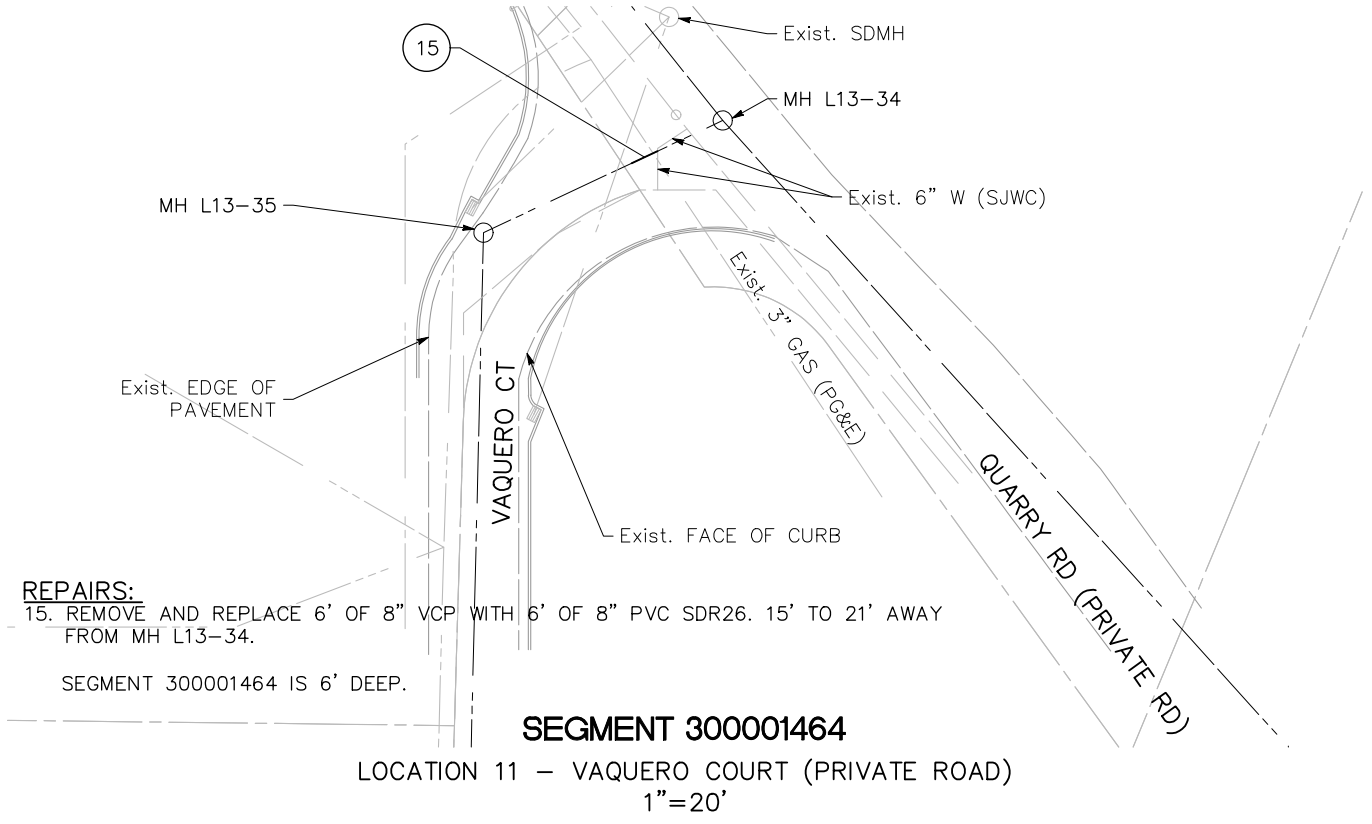 15
Exist. SDMH
MH L13-34
MH L13-35
Exist. 6" W (SJWC)
Exist. 3" GAS (PG&E)
Exist. EDGE OF
PAVEMENT
VAQUERO CT
Exist. FACE OF CURB
QUARRY RD (PRIVATE RD)
REPAIRS:
15. REMOVE AND REPLACE 6' OF 8" VCP WITH 6' OF 8" PVC SDR26. 15' TO 21' AWAY
FROM MH L13-34.
SEGMENT 300001464 IS 6' DEEP.
SEGMENT 300001464
LOCATION 11 - VAQUERO COURT (PRIVATE ROAD)
1"=20'